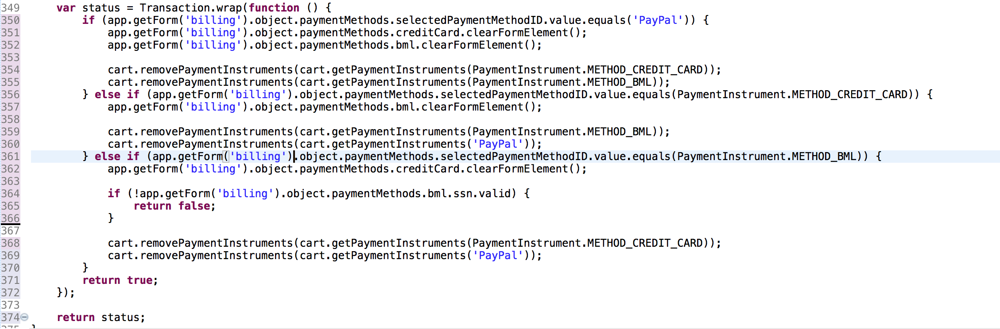 349 var status = Transaction.wrap(function () {
350 if (app.getForm('billing').object.paymentMethods.selectedPaymentMethodID.value.equals('PayPal')) {
351 app.getForm('billing').object.paymentMethods.creditCard.clearFormElement();
352 app.getForm('billing').object.paymentMethods.bml.clearFormElement();
353
354 cart.removePaymentInstruments(cart.getPaymentInstruments(PaymentInstrument.METHOD_CREDIT_CARD));
355 cart.removePaymentInstruments(cart.getPaymentInstruments(PaymentInstrument.METHOD_BML));
356 } else if (app.getForm('billing').object.paymentMethods.selectedPaymentMethodID.value.equals(PaymentInstrument.METHOD_CREDIT_CARD)) {
357 app.getForm('billing').object.paymentMethods.bml.clearFormElement();
358
359 cart.removePaymentInstruments(cart.getPaymentInstruments(PaymentInstrument.METHOD_BML));
360 cart.removePaymentInstruments(cart.getPaymentInstruments('PayPal'));
361 } else if (app.getForm('billing').object.paymentMethods.selectedPaymentMethodID.value.equals(PaymentInstrument.METHOD_BML)) {
362 app.getForm('billing').object.paymentMethods.creditCard.clearFormElement();
363
364 if (!app.getForm('billing').object.paymentMethods.bml.ssn.valid) {
365 return false;
366 }
367
368 cart.removePaymentInstruments(cart.getPaymentInstruments(PaymentInstrument.METHOD_CREDIT_CARD));
369 cart.removePaymentInstruments(cart.getPaymentInstruments('PayPal'));
370 }
371 return true;
372 });
373
374 return status;